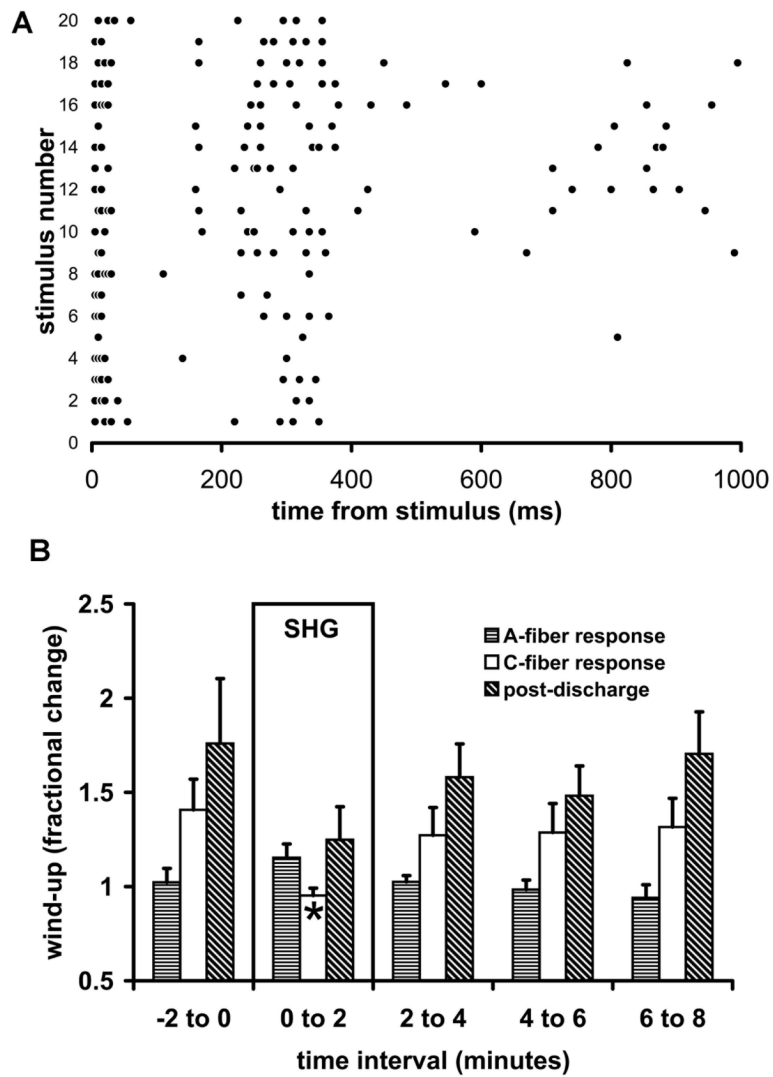 A
20
18
16
14
12
10
8
6
4
2
0
stimulus number
0 200 400 600 800 1000
time from stimulus (ms)
B
2.5
2
1.5
1
0.5
wind-up (fractional change)
SHG
A-fiber response
C-fiber response
post-discharge
*
-2 to 0 0 to 2 2 to 4 4 to 6 6 to 8
time interval (minutes)